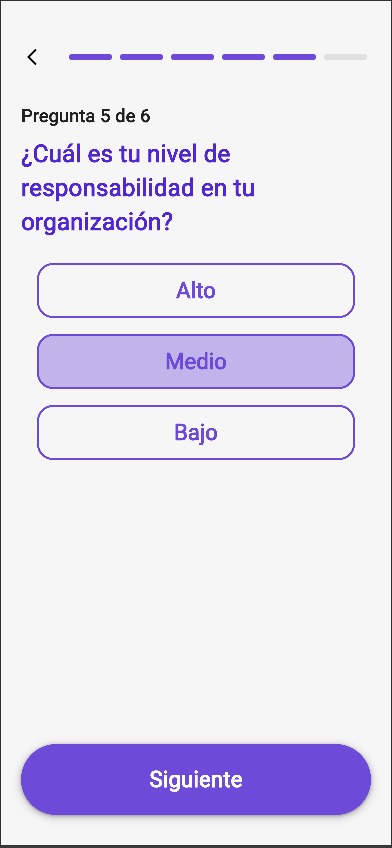 Pregunta 5 de 6
¿Cuál es tu nivel de
responsabilidad en tu
organización?
Alto
Medio
Bajo
Siguiente